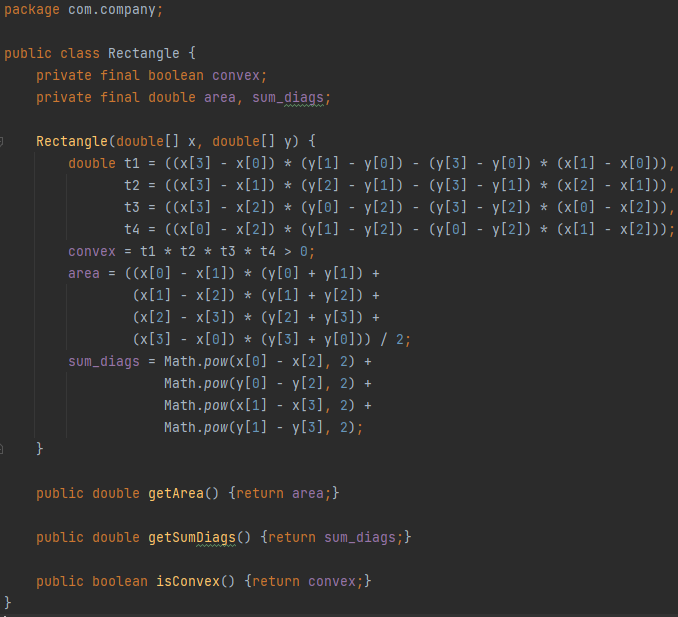 package com.company;
public class Rectangle {
private final boolean convex;
private final double area, sum_diags;
Rectangle(double[] x, double[] y) {
double t1 = ((x[3] - x[0]) * (y[1] - y[0]) - (y[3] - y[0]) * (x[1] - x[0])),
t2 = ((x[3] - x[1]) * (y[2] - y[1]) - (y[3] - y[1]) * (x[2] - x[1])),
t3 = ((x[3] - x[2]) * (y[0] - y[2]) - (y[3] - y[2]) * (x[0] - x[2])),
t4 = ((x[0] - x[2]) * (y[1] - y[2]) - (y[0] - y[2]) * (x[1] - x[2]));
convex = t1 * t2 * t3 * t4 > 0;
area = ((x[0] - x[1]) * (y[0] + y[1]) +
(x[1] - x[2]) * (y[1] + y[2]) +
(x[2] - x[3]) * (y[2] + y[3]) +
(x[3] - x[0]) * (y[3] + y[0])) / 2;
sum_diags = Math.pow(x[0] - x[2], 2) +
Math.pow(y[0] - y[2], 2) +
Math.pow(x[1] - x[3], 2) +
Math.pow(y[1] - y[3], 2);
}
public double getArea() {return area;}
public double getSumDiags() {return sum_diags;}
public boolean isConvex() {return convex;}
}